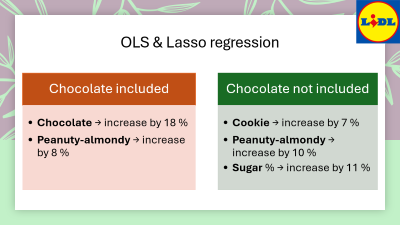 LiDL
OLS & Lasso regression
Chocolate included
• Chocolate → increase by 18 %
• Peanuty-almondy → increase
by 8 %
Chocolate not included
• Cookie → increase by 7 %
• Peanuty-almondy →
increase by 10 %
• Sugar % → increase by 11 %